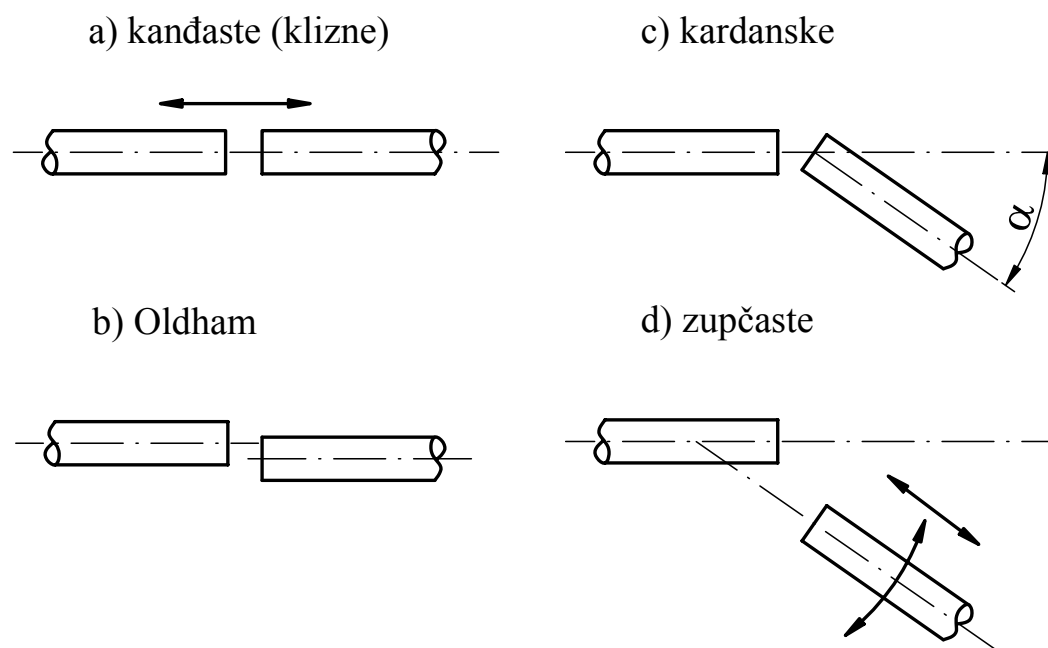 a) kanđaste (klizne)
c) kardanske
α
b) Oldham
d) zupčaste